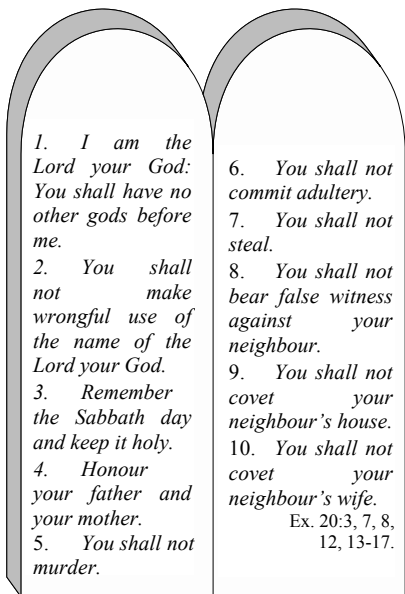 1. I am the
Lord your God:
You shall have no
other gods before
me.
2. You shall
not make
wrongful use of
the name of the
Lord your God.
3. Remember
the Sabbath day
and keep it holy.
4. Honour
your father and
your mother.
5. You shall not
murder.
6. You shall not
commit adultery.
7. You shall not
steal.
8. You shall not
bear false witness
against your
neighbour.
9. You shall not
covet your
neighbour’s house.
10. You shall not
covet your
neighbour’s wife.
Ex. 20:3, 7, 8,
12, 13-17.